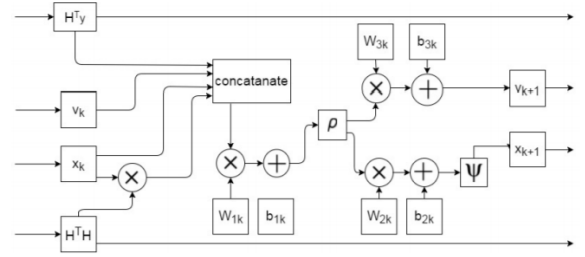 Hᵀy
W₃ₖ
b₃ₖ
concatanate
vₖ
ρ
vₖ₊₁
xₖ
xₖ₊₁
ψ
HᵀH
W₁ₖ
b₁ₖ
W₂ₖ
b₂ₖ